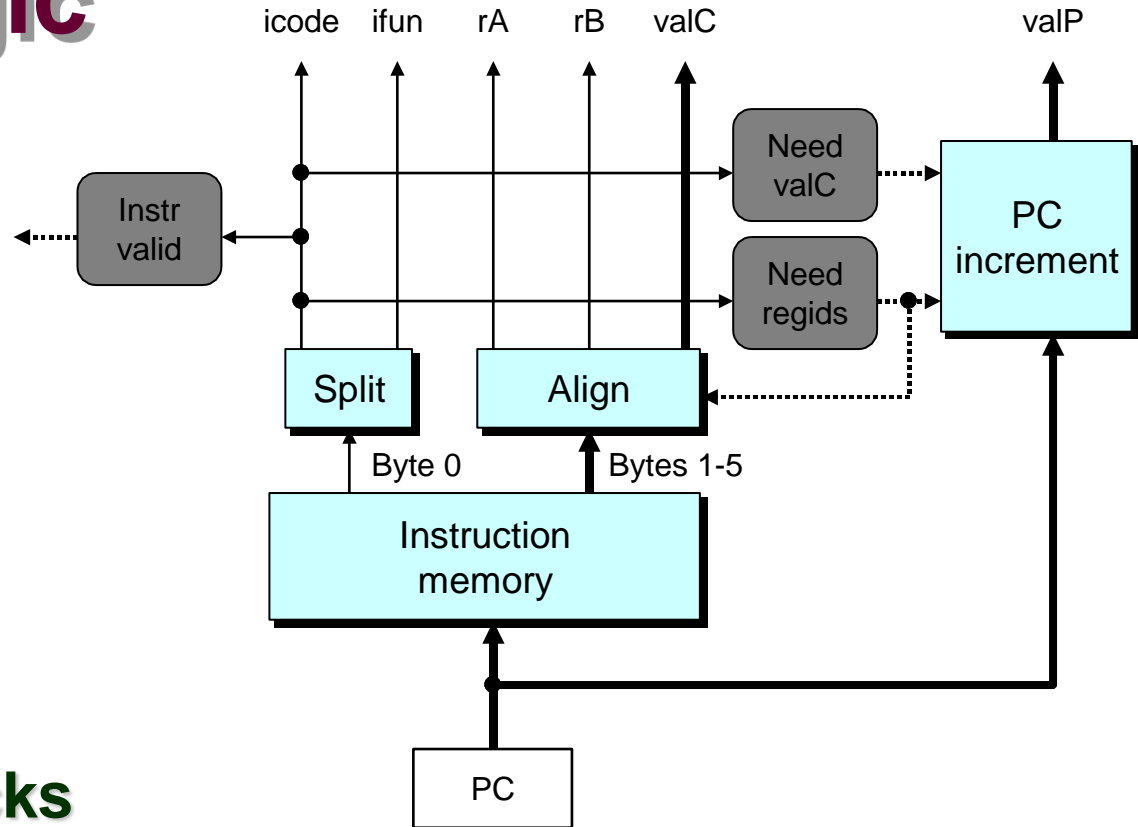 ic
icode ifun rA rB valC valP
Need
valC
Instr
valid
PC
increment
Need
regids
Split
Align
Byte 0
Bytes 1-5
Instruction
memory
PC